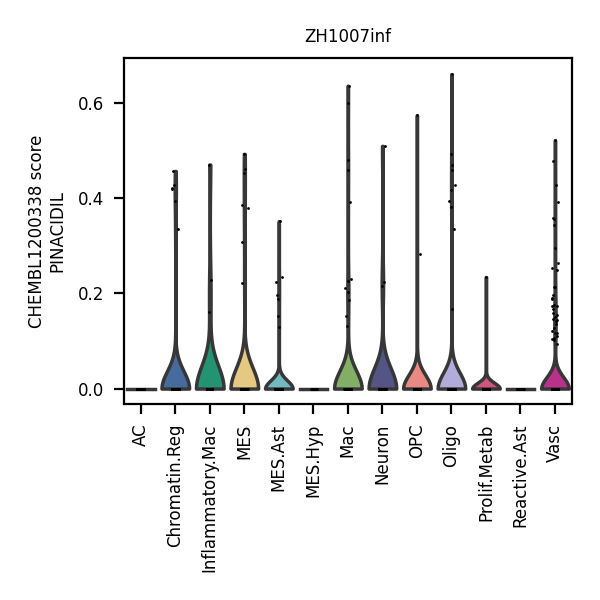 ZH1007inf
CHEMBL1200338 score
PINACIDIL
0.6
0.4
0.2
0.0
AC
Chromatin.Reg
Inflammatory.Mac
MES
MES.Ast
MES.Hyp
Mac
Neuron
OPC
Oligo
Prolif.Metab
Reactive.Ast
Vasc